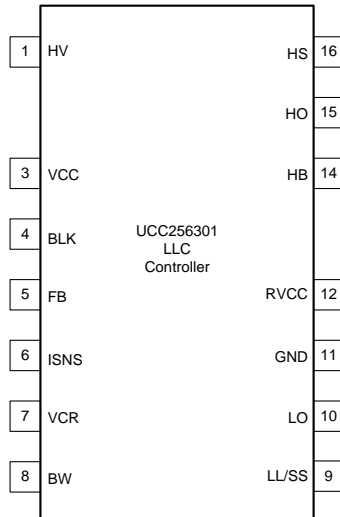 1 HV
HS 16
HO 15
3 VCC
HB 14
4 BLK
UCC256301
LLC
Controller
5 FB
RVCC 12
6 ISNS
GND 11
7 VCR
LO 10
8 BW
LL/SS 9